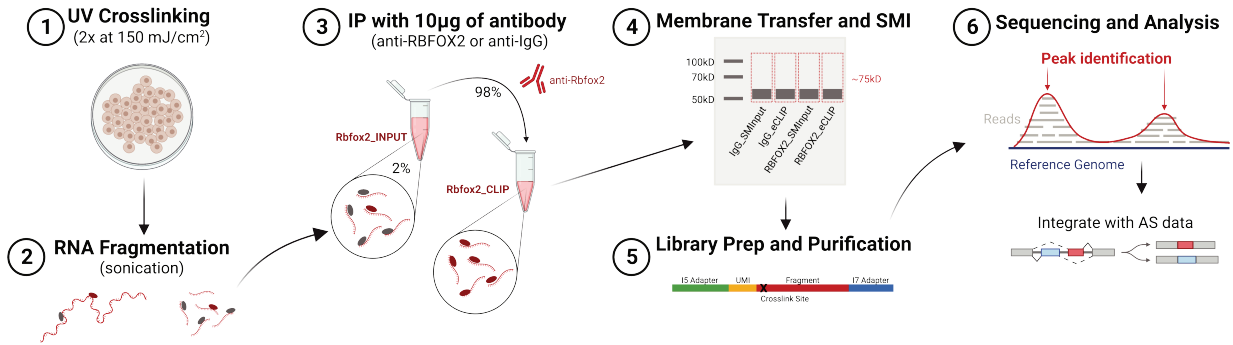 1
UV Crosslinking
(2x at 150 mJ/cm²)
2
RNA Fragmentation
(sonication)
3
IP with 10µg of antibody
(anti-RBFOX2 or anti-IgG)
98%
anti-Rbfox2
Rbfox2_INPUT
2%
Rbfox2_CLIP
4
Membrane Transfer and SMI
100kD
70kD
50kD
~75kD
IgG_SMInput
IgG_eCLIP
RBFOX2_SMInput
RBFOX2_eCLIP
5
Library Prep and Purification
I5 Adapter UMI Fragment I7 Adapter
X
Crosslink Site
6
Sequencing and Analysis
Peak identification
Reads
Reference Genome
Integrate with AS data